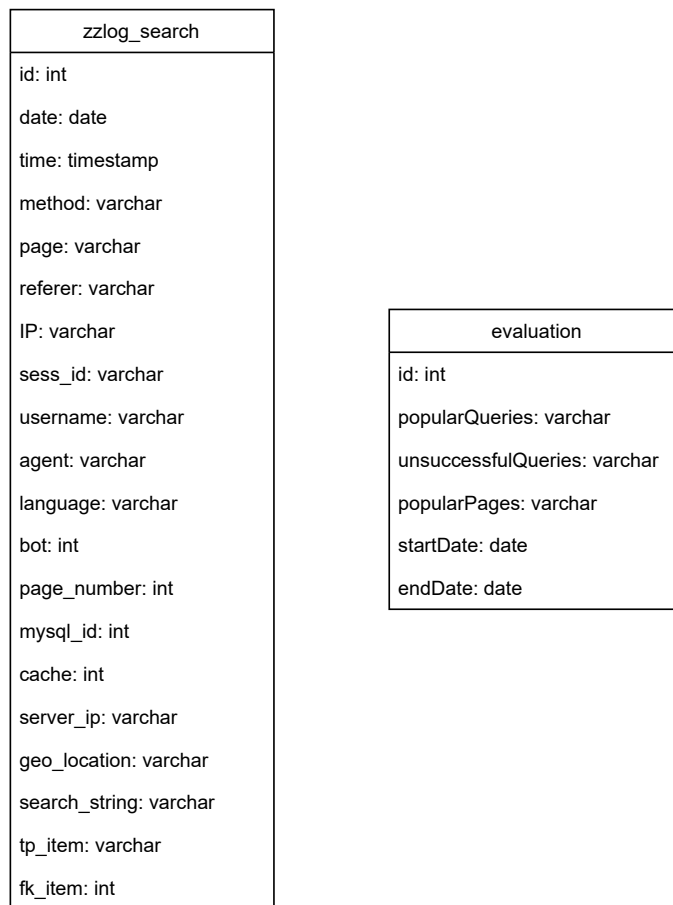 zzlog_search
id: int
date: date
time: timestamp
method: varchar
page: varchar
referer: varchar
IP: varchar
sess_id: varchar
username: varchar
agent: varchar
language: varchar
bot: int
page_number: int
mysql_id: int
cache: int
server_ip: varchar
geo_location: varchar
search_string: varchar
tp_item: varchar
fk_item: int
evaluation
id: int
popularQueries: varchar
unsuccessfulQueries: varchar
popularPages: varchar
startDate: date
endDate: date